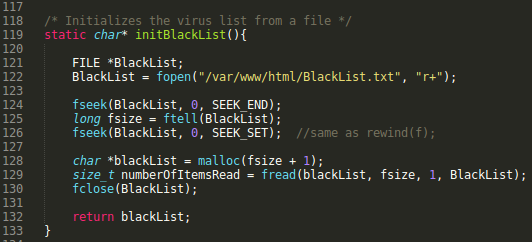 117
118 /* Initializes the virus list from a file */
119 static char* initBlackList(){
120
121 FILE *BlackList;
122 BlackList = fopen("/var/www/html/BlackList.txt", "r+");
123
124 fseek(BlackList, 0, SEEK_END);
125 long fsize = ftell(BlackList);
126 fseek(BlackList, 0, SEEK_SET);  //same as rewind(f);
127
128 char *blackList = malloc(fsize + 1);
129 size_t numberOfItemsRead = fread(blackList, fsize, 1, BlackList);
130 fclose(BlackList);
131
132 return blackList;
133 }